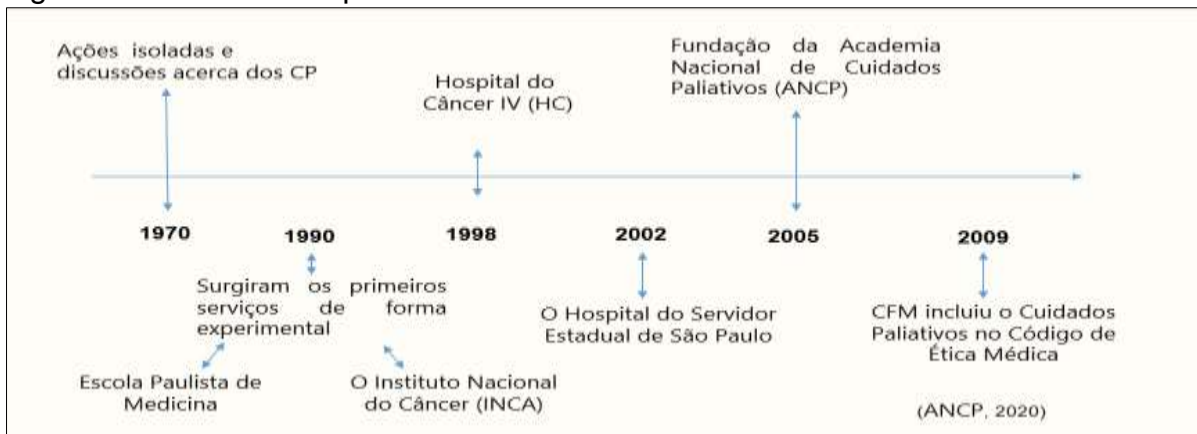 Ações isoladas e
discussões acerca dos CP
Hospital do
Câncer IV (HC)
Fundação da Academia
Nacional de Cuidados
Paliativos (ANCP)
1970
1990
1998
2002
2005
2009
Surgiram os primeiros
serviços de forma
experimental
Escola Paulista de
Medicina
O Instituto Nacional
do Câncer (INCA)
O Hospital do Servidor
Estadual de São Paulo
CFM incluiu o Cuidados
Paliativos no Código de
Ética Médica
(ANCP, 2020)